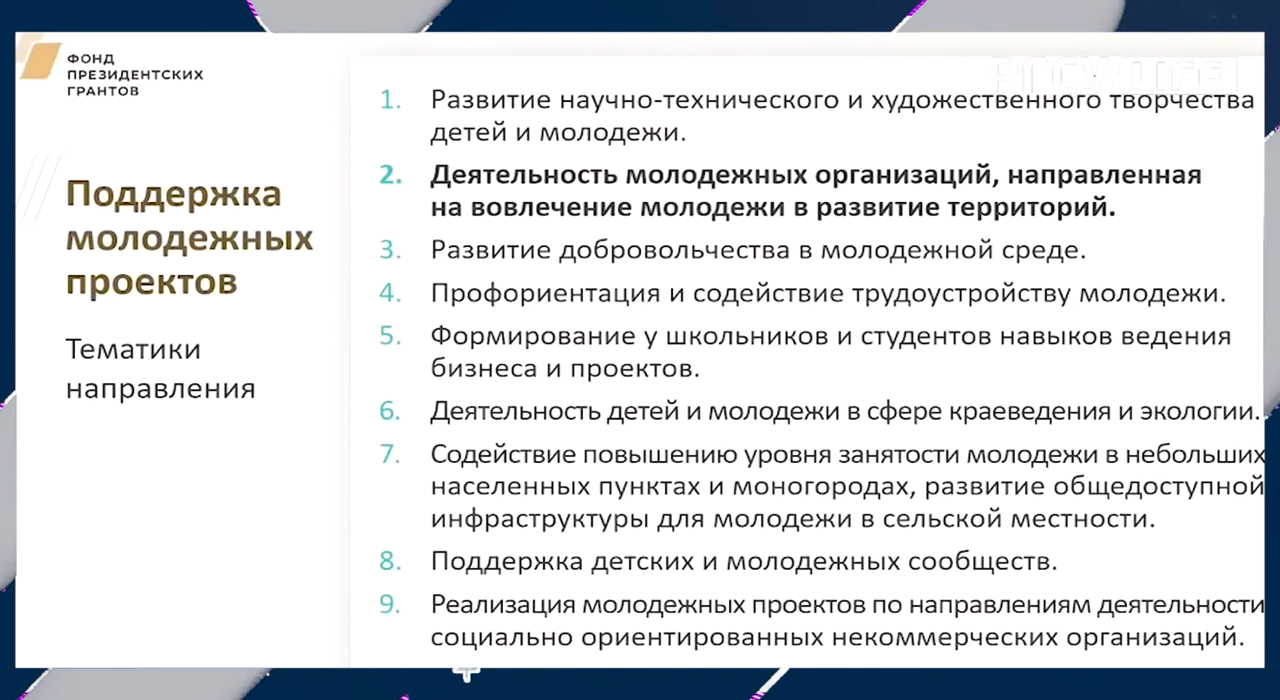 ФОНД
ПРЕЗИДЕНТСКИХ
ГРАНТОВ
Поддержка
молодежных
проектов
Тематики
направления
1. Развитие научно-технического и художественного творчества
детей и молодежи.
2. Деятельность молодежных организаций, направленная
на вовлечение молодежи в развитие территорий.
3. Развитие добровольчества в молодежной среде.
4. Профориентация и содействие трудоустройству молодежи.
5. Формирование у школьников и студентов навыков ведения
бизнеса и проектов.
6. Деятельность детей и молодежи в сфере краеведения и экологии.
7. Содействие повышению уровня занятости молодежи в небольших
населенных пунктах и моногородах, развитие общедоступной
инфраструктуры для молодежи в сельской местности.
8. Поддержка детских и молодежных сообществ.
9. Реализация молодежных проектов по направлениям деятельности
социально ориентированных некоммерческих организаций.